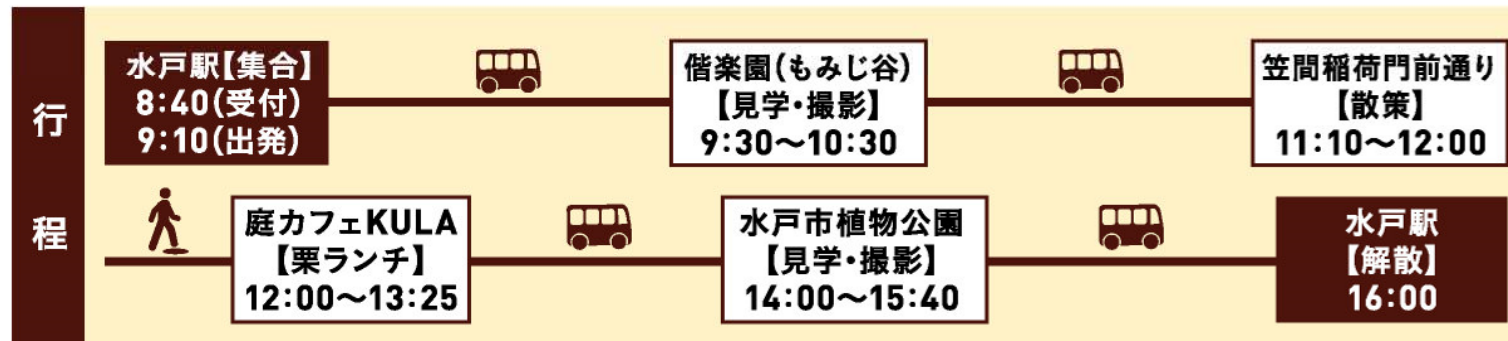 行程
水戸駅【集合】
8:40(受付)
9:10(出発)
偕楽園(もみじ谷)
【見学・撮影】
9:30～10:30
笠間稲荷門前通り
【散策】
11:10～12:00
庭カフェKULA
【栗ランチ】
12:00～13:25
水戸市植物公園
【見学・撮影】
14:00～15:40
水戸駅
【解散】
16:00